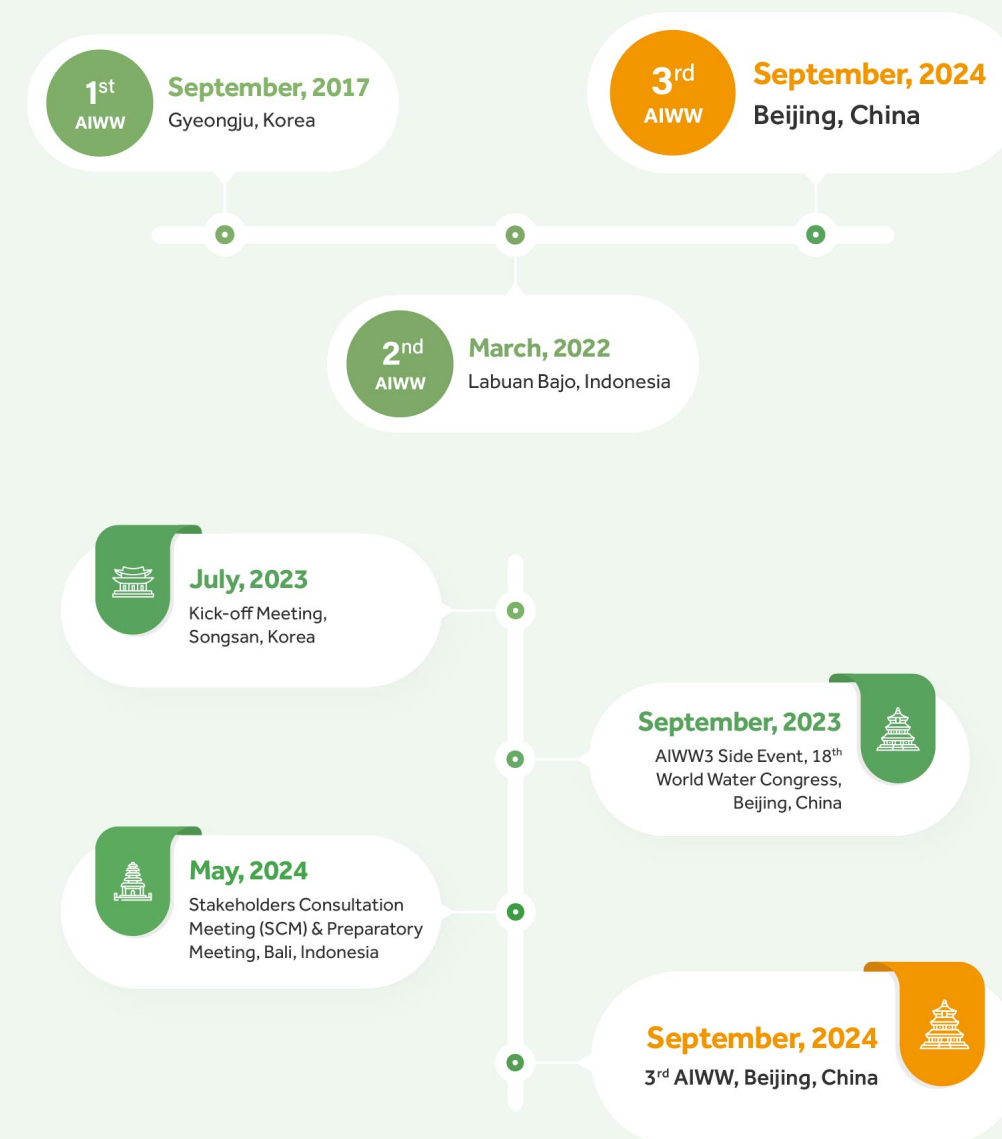 1st
AIWW
September, 2017
Gyeongju, Korea
3rd
AIWW
September, 2024
Beijing, China
2nd
AIWW
March, 2022
Labuan Bajo, Indonesia
July, 2023
Kick-off Meeting,
Songsan, Korea
September, 2023
AIWW3 Side Event, 18th
World Water Congress,
Beijing, China
May, 2024
Stakeholders Consultation
Meeting (SCM) & Preparatory
Meeting, Bali, Indonesia
September, 2024
3rd AIWW, Beijing, China